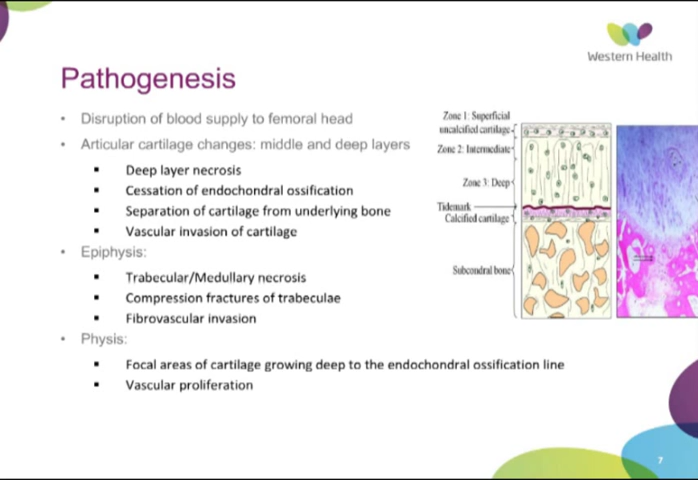 Western Health
Pathogenesis
• Disruption of blood supply to femoral head
• Articular cartilage changes: middle and deep layers
▪ Deep layer necrosis
▪ Cessation of endochondral ossification
▪ Separation of cartilage from underlying bone
▪ Vascular invasion of cartilage
• Epiphysis:
▪ Trabecular/Medullary necrosis
▪ Compression fractures of trabeculae
▪ Fibrovascular invasion
• Physis:
▪ Focal areas of cartilage growing deep to the endochondral ossification line
▪ Vascular proliferation
Zone 1: Superficial
uncalcified cartilage
Zone 2: Intermediate
Zone 3: Deep
Tidemark
Calcified cartilage
Subcondral bone
7